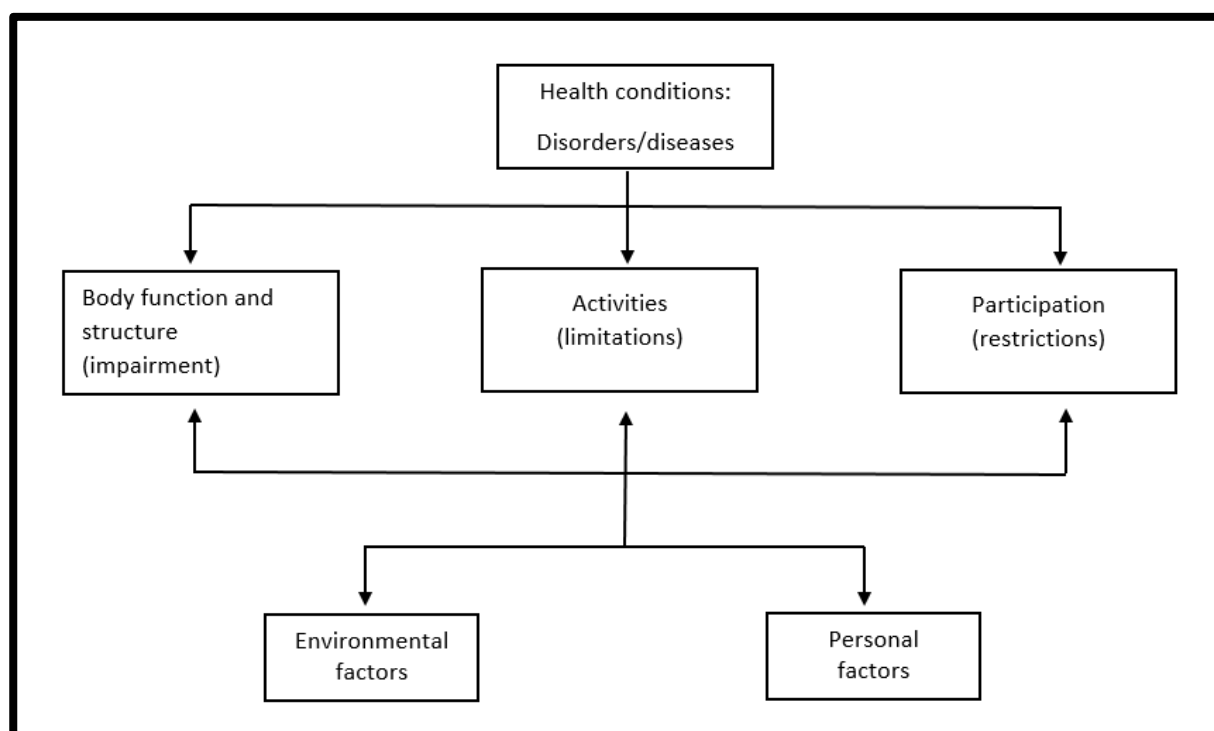 Health conditions:
Disorders/diseases
Body function and
structure
(impairment)
Activities
(limitations)
Participation
(restrictions)
Environmental
factors
Personal
factors